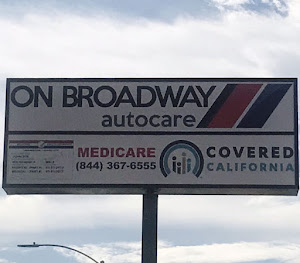 ON BROADWAY
autocare
MEDICARE
(844) 367-6555
COVERED
CALIFORNIA